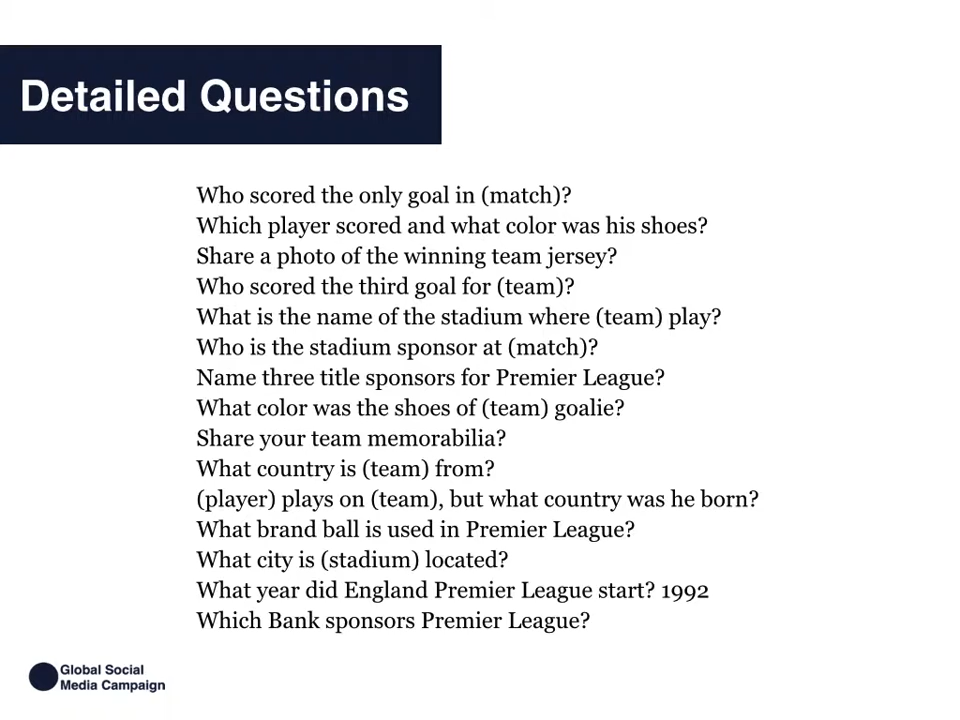 Detailed Questions
Who scored the only goal in (match)?
Which player scored and what color was his shoes?
Share a photo of the winning team jersey?
Who scored the third goal for (team)?
What is the name of the stadium where (team) play?
Who is the stadium sponsor at (match)?
Name three title sponsors for Premier League?
What color was the shoes of (team) goalie?
Share your team memorabilia?
What country is (team) from?
(player) plays on (team), but what country was he born?
What brand ball is used in Premier League?
What city is (stadium) located?
What year did England Premier League start? 1992
Which Bank sponsors Premier League?
Global Social
Media Campaign